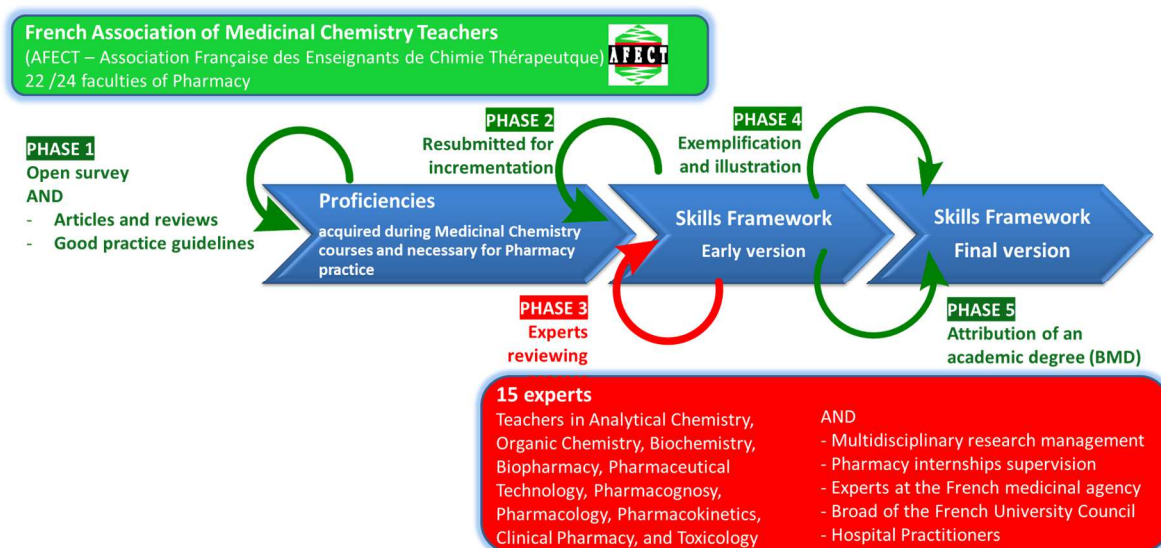 French Association of Medicinal Chemistry Teachers
(AFECT – Association Française des Enseignants de Chimie Thérapeutque)
22 /24 faculties of Pharmacy
AFECT
PHASE 1
Open survey
AND
- Articles and reviews
- Good practice guidelines
Proficiencies
acquired during Medicinal Chemistry
courses and necessary for Pharmacy
practice
PHASE 2
Resubmitted for
incrementation
Skills Framework
Early version
PHASE 3
Experts
reviewing
PHASE 4
Exemplification
and illustration
Skills Framework
Final version
PHASE 5
Attribution of an
academic degree (BMD)
15 experts
Teachers in Analytical Chemistry,
Organic Chemistry, Biochemistry,
Biopharmacy, Pharmaceutical
Technology, Pharmacognosy,
Pharmacology, Pharmacokinetics,
Clinical Pharmacy, and Toxicology
AND
- Multidisciplinary research management
- Pharmacy internships supervision
- Experts at the French medicinal agency
- Broad of the French University Council
- Hospital Practitioners